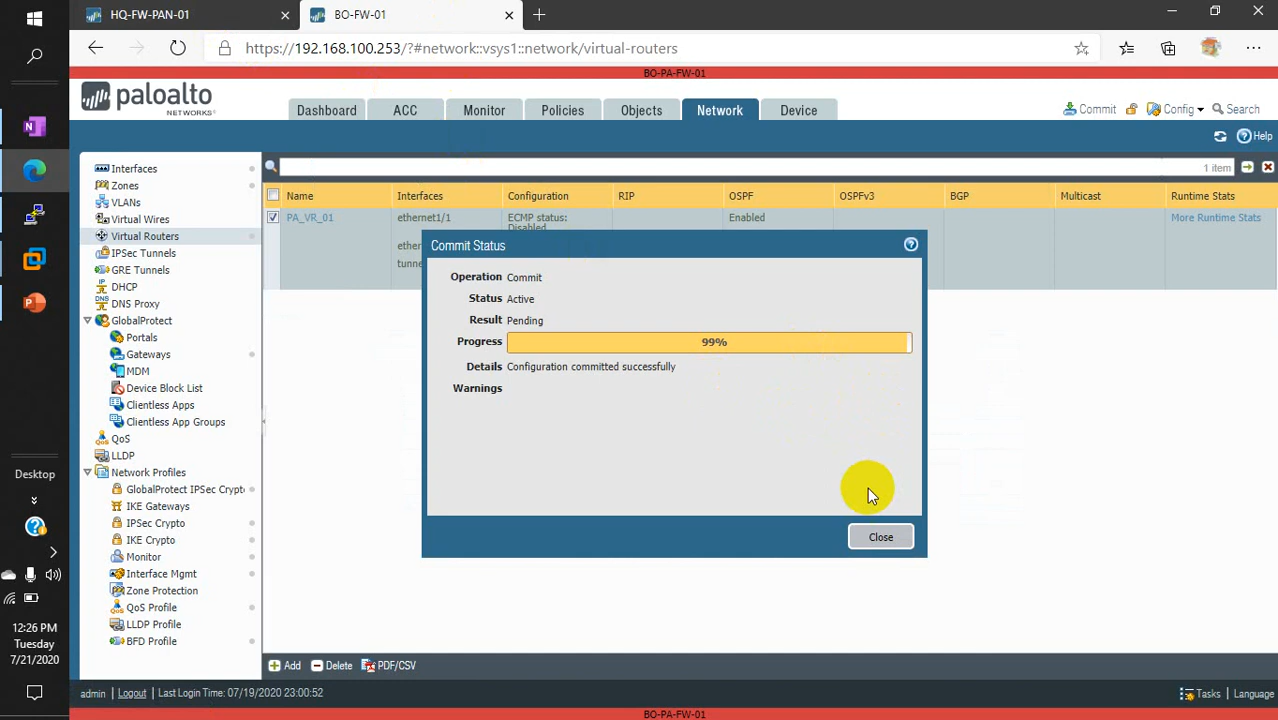 HQ-FW-PAN-01
BO-FW-01
https://192.168.100.253/?#network::vsys1::network/virtual-routers
BO-PA-FW-01
paloalto
NETWORKS
Dashboard
ACC
Monitor
Policies
Objects
Network
Device
Commit
Config
Search
Help
Interfaces
Zones
VLANs
Virtual Wires
Virtual Routers
IPSec Tunnels
GRE Tunnels
DHCP
DNS Proxy
GlobalProtect
Portals
Gateways
MDM
Device Block List
Clientless Apps
Clientless App Groups
QoS
LLDP
Network Profiles
GlobalProtect IPSec Crypto
IKE Gateways
IPSec Crypto
IKE Crypto
Monitor
Interface Mgmt
Zone Protection
QoS Profile
LLDP Profile
BFD Profile
1 item
Name Interfaces Configuration RIP OSPF OSPFv3 BGP Multicast Runtime Stats
PA_VR_01 ethernet1/1 ECMP status: Disabled Enabled More Runtime Stats
Commit Status
Operation Commit
Status Active
Result Pending
Progress 99%
Details Configuration committed successfully
Warnings
Close
Add
Delete
PDF/CSV
admin Logout Last Login Time: 07/19/2020 23:00:52
Tasks Language
BO-PA-FW-01
Desktop
12:26 PM
Tuesday
7/21/2020